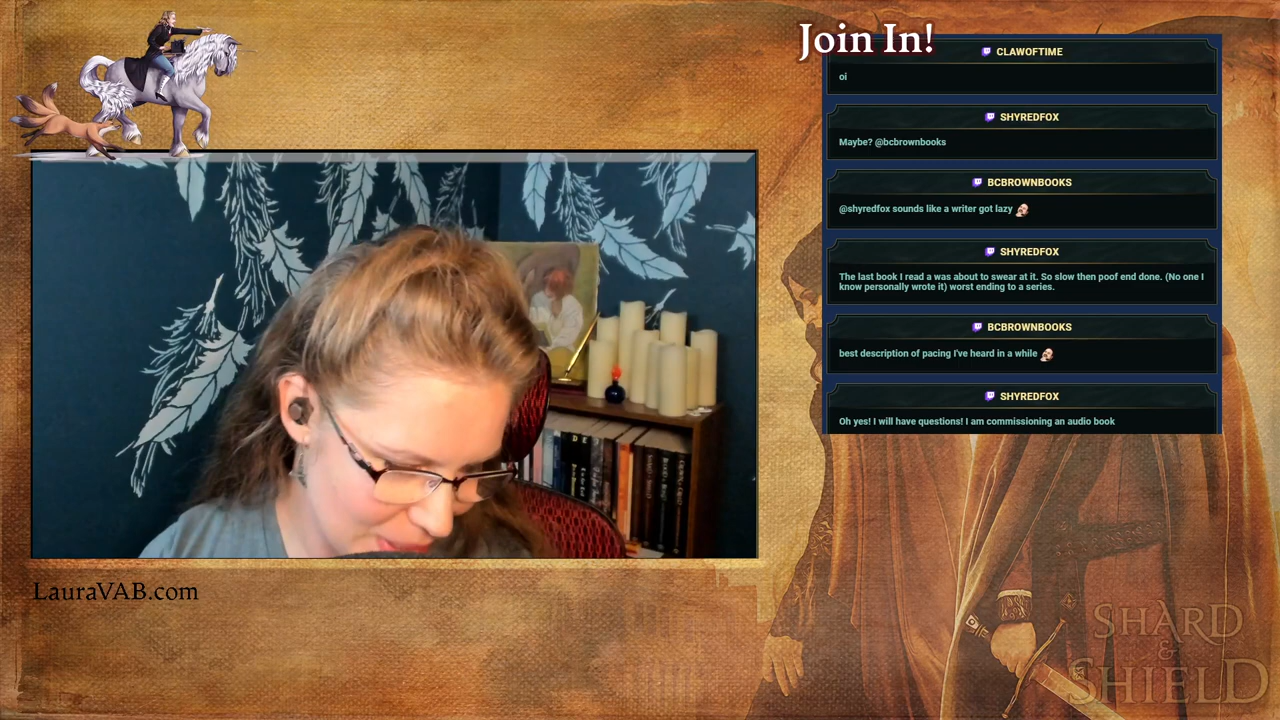 Join In!
CLAWOFTIME
oi
SHYREDFOX
Maybe? @bcbrownbooks
BCBROWNBOOKS
@shyredfox sounds like a writer got lazy
SHYREDFOX
The last book I read a was about to swear at it. So slow then poof end done. (No one I
know personally wrote it) worst ending to a series.
BCBROWNBOOKS
best description of pacing I've heard in a while
SHYREDFOX
Oh yes! I will have questions! I am commissioning an audio book
LauraVAB.com
SHARD
&
SHIELD